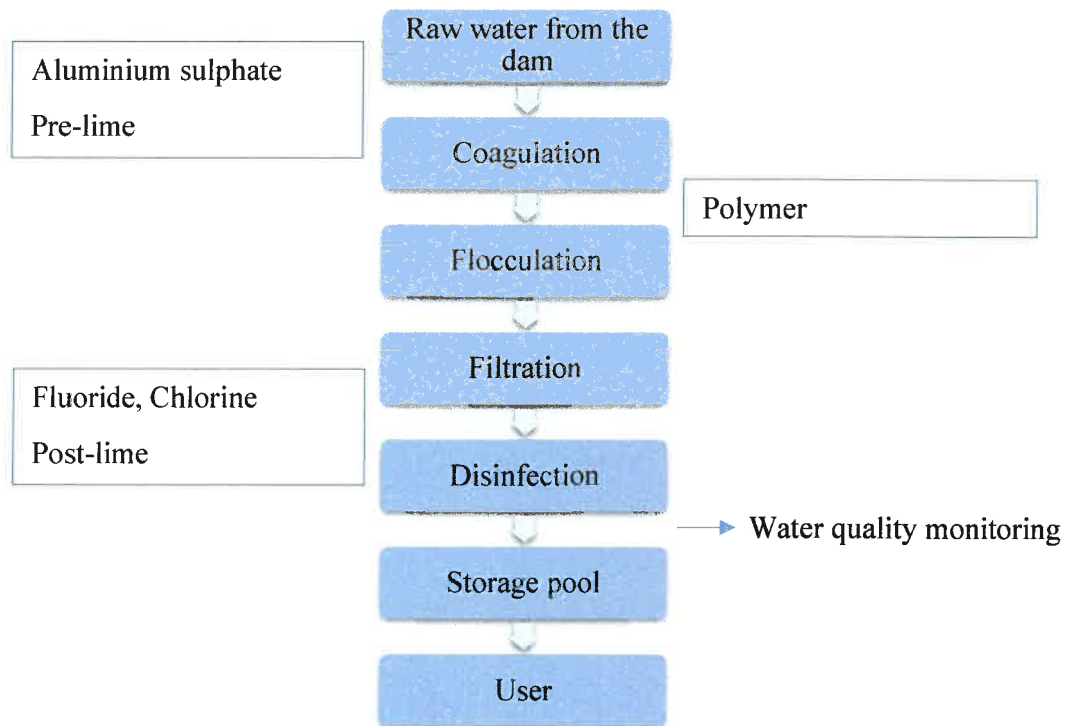 Raw water from the
dam
Aluminium sulphate
Pre-lime
Coagulation
Polymer
Flocculation
Filtration
Fluoride, Chlorine
Post-lime
Disinfection
Water quality monitoring
Storage pool
User